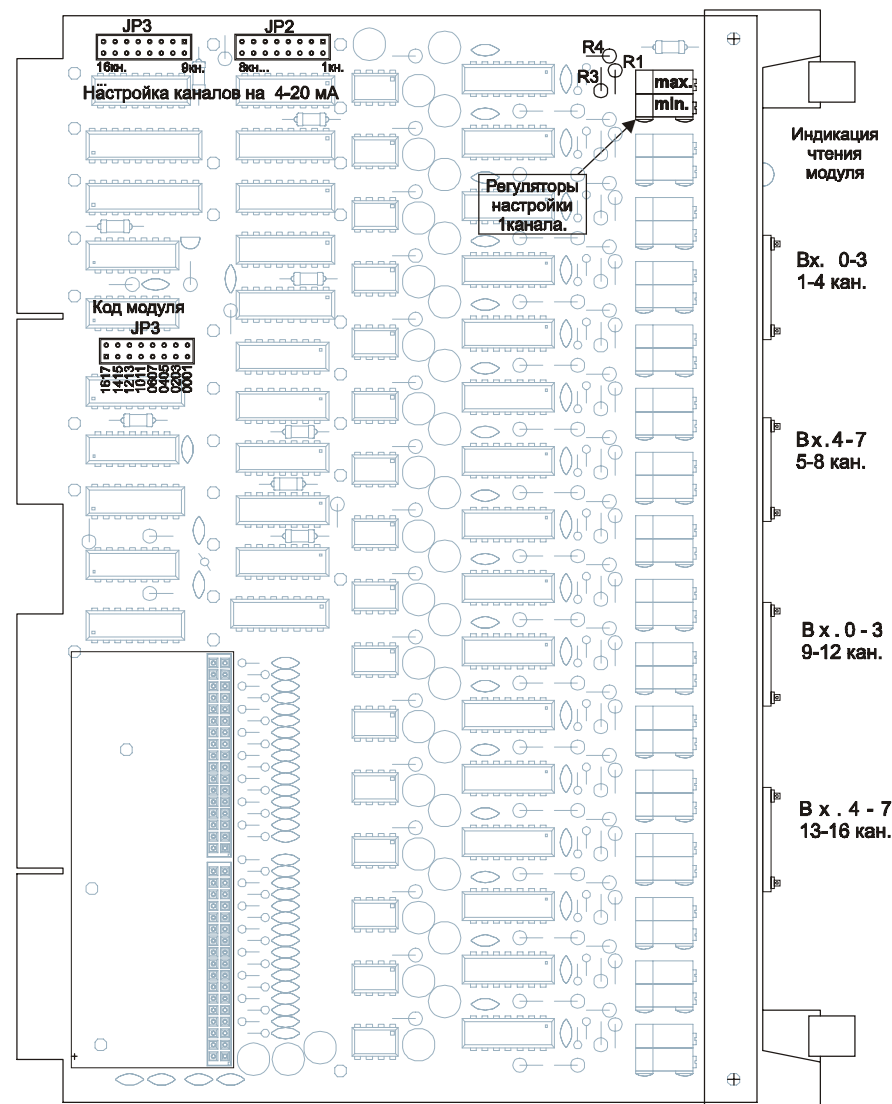 JP3
JP2
16кн.
9кн.
8кн...
1кн.
...
Настройка каналов на 4-20 мА
R4
R1
R3
max.
min.
Индикация
чтения
модуля
Регуляторы
настройки
1канала.
Вх. 0-3
1-4 кан.
Код модуля
JP3
1617
1415
1213
1011
0607
0405
0203
0001
Вх.4-7
5-8 кан.
Вх.0-3
9-12 кан.
Вх.4-7
13-16 кан.